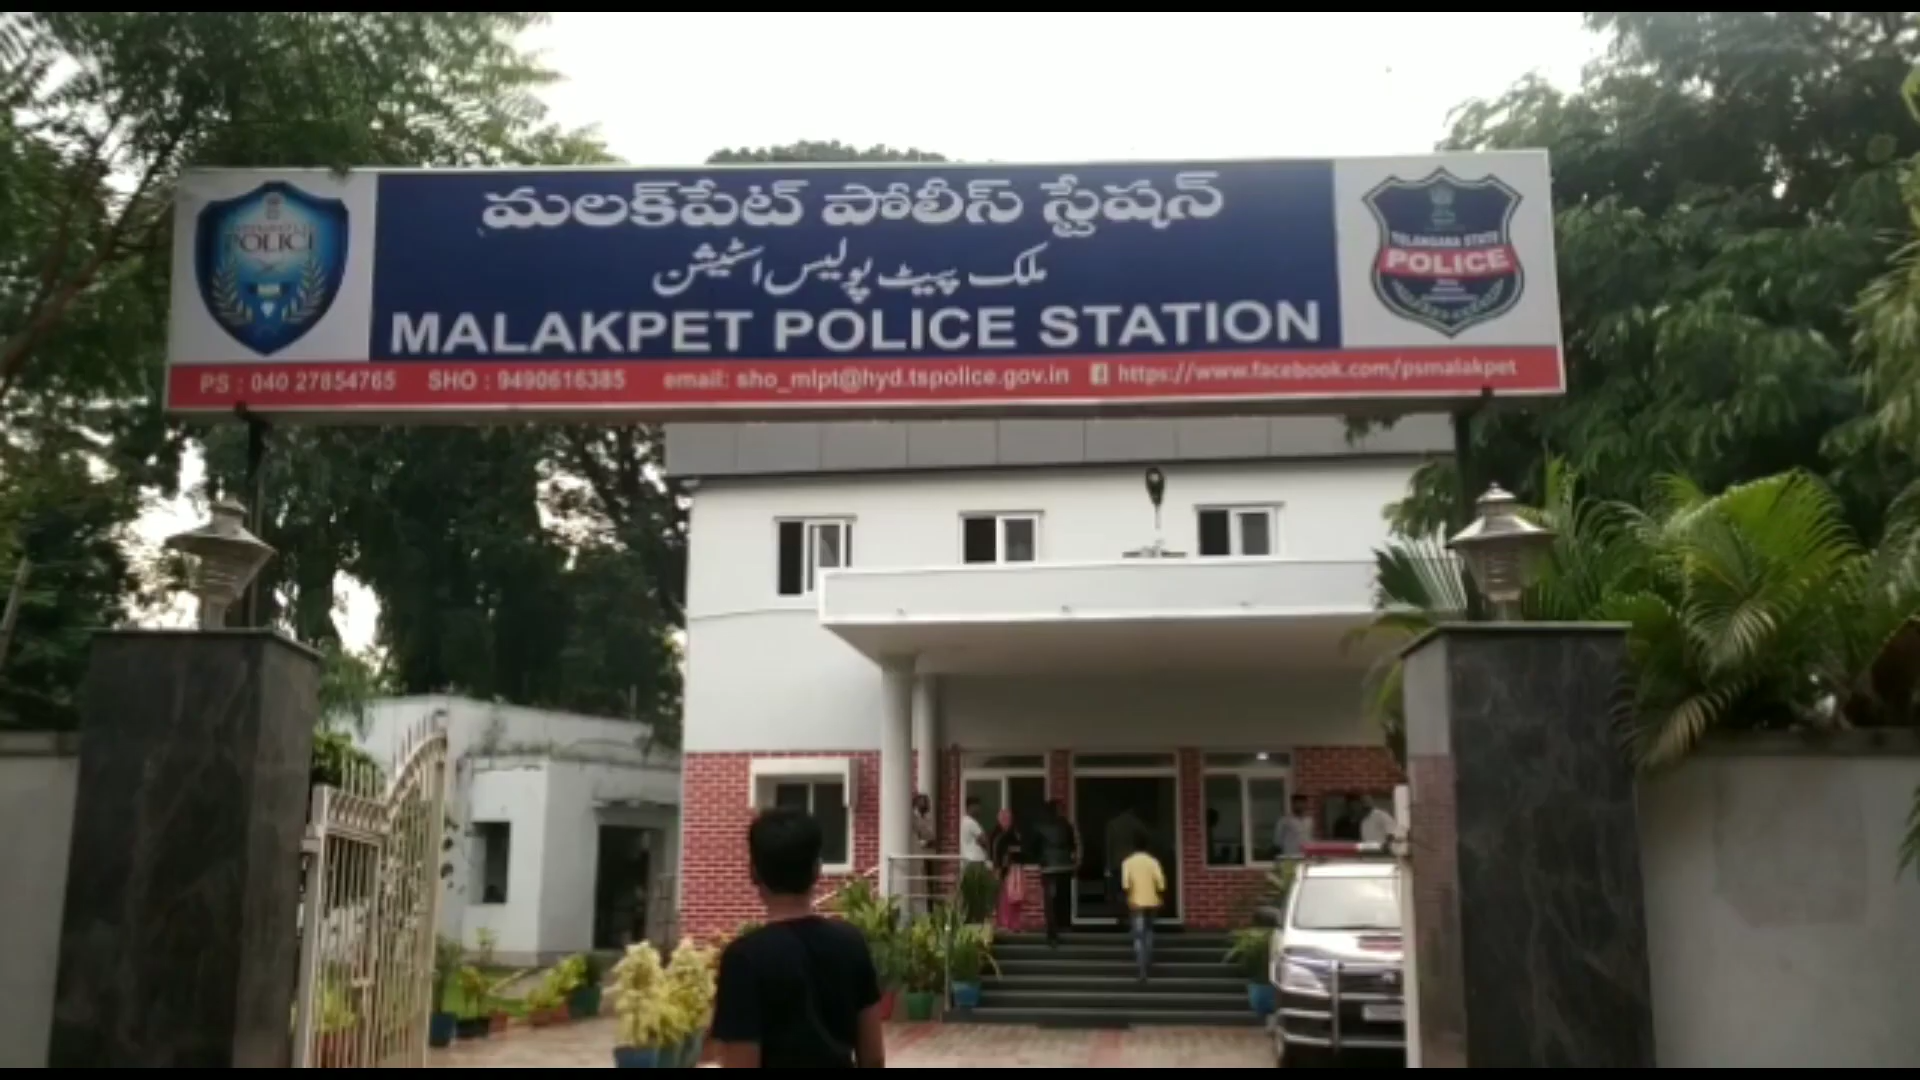 మలక్‌పేట్ పోలీస్ స్టేషన్
ملک پیٹ پولیس اسٹیشن
MALAKPET POLICE STATION
PS : 040 27854765 SHO : 9490616385 email: sho_mlpt@hyd.tspolice.gov.in https://www.facebook.com/psmalakpet
POLICE
TELANGANA STATE
POLICE